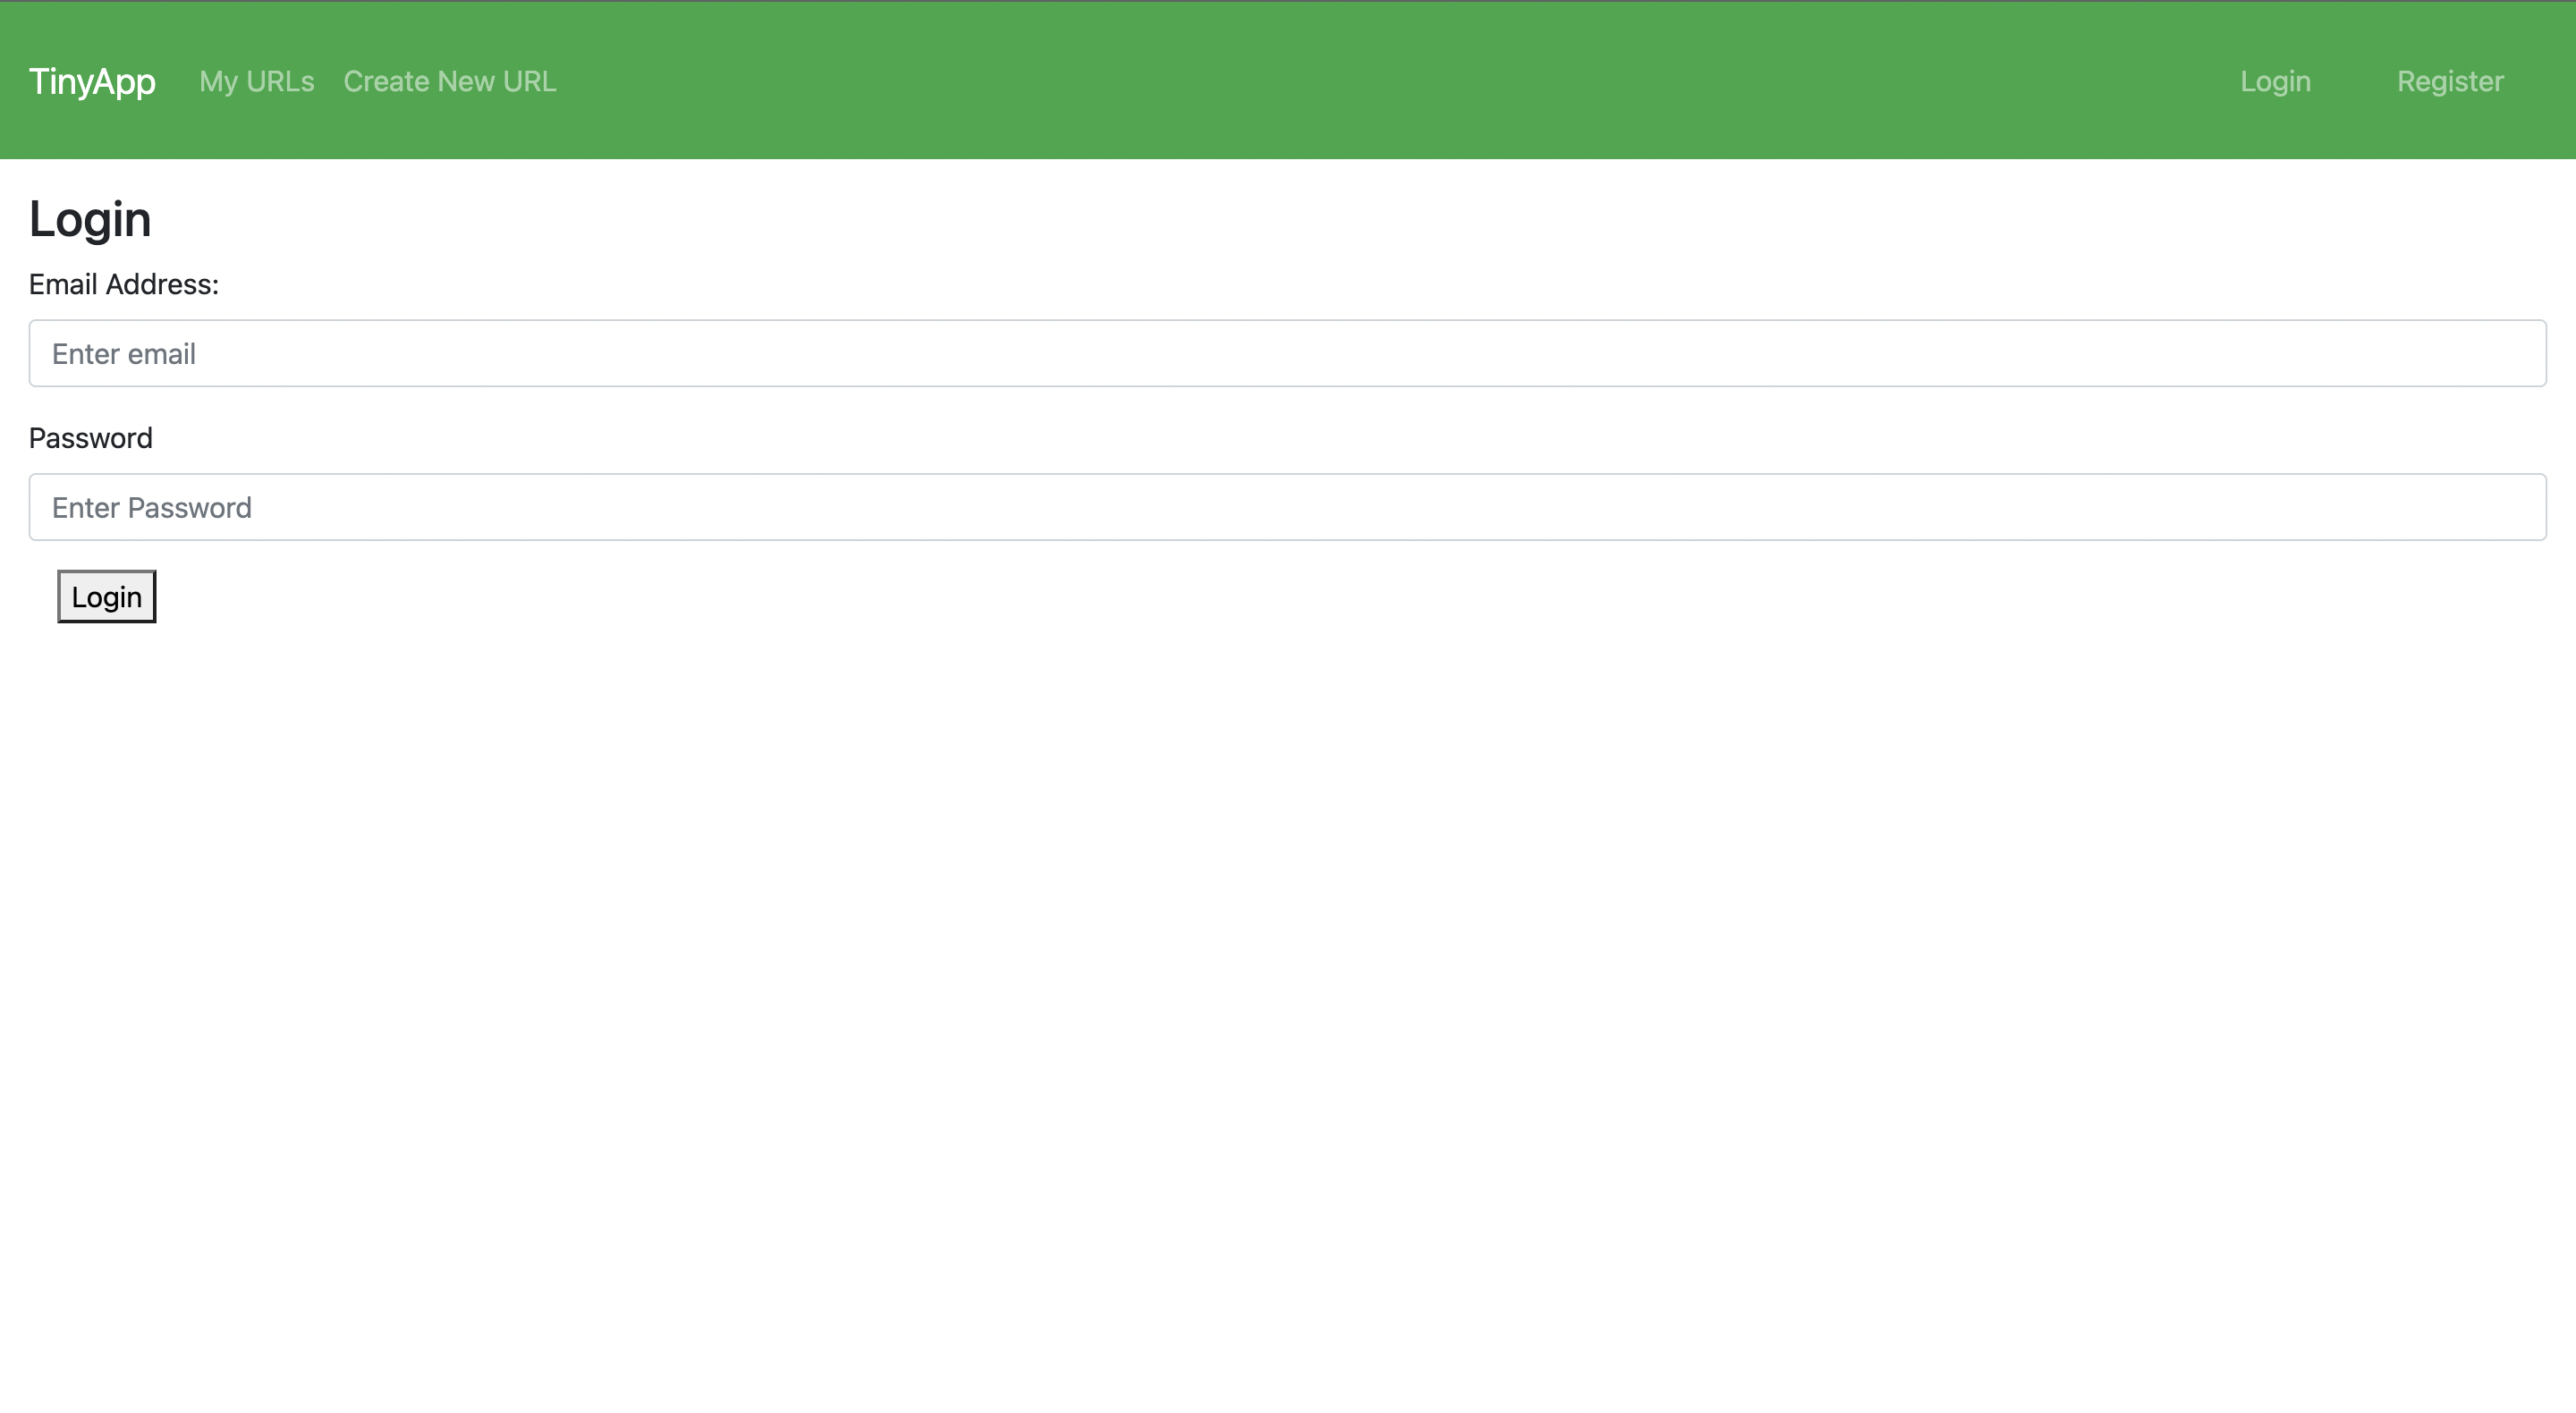 TinyApp My URLs Create New URL Login Register
Login
Email Address:
Enter email
Password
Enter Password
Login